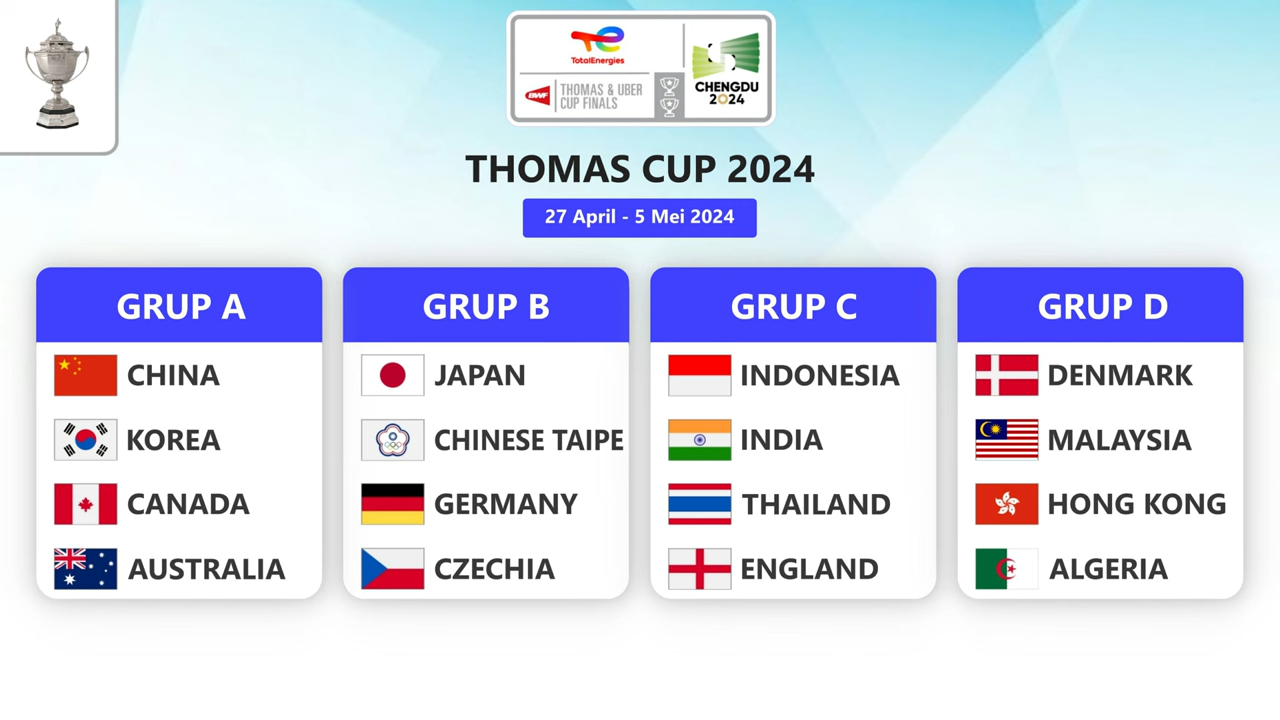 TotalEnergies
BWF
THOMAS & UBER
CUP FINALS
CHENGDU
2024
THOMAS CUP 2024
27 April - 5 Mei 2024
GRUP A
CHINA
KOREA
CANADA
AUSTRALIA
GRUP B
JAPAN
CHINESE TAIPE
GERMANY
CZECHIA
GRUP C
INDONESIA
INDIA
THAILAND
ENGLAND
GRUP D
DENMARK
MALAYSIA
HONG KONG
ALGERIA